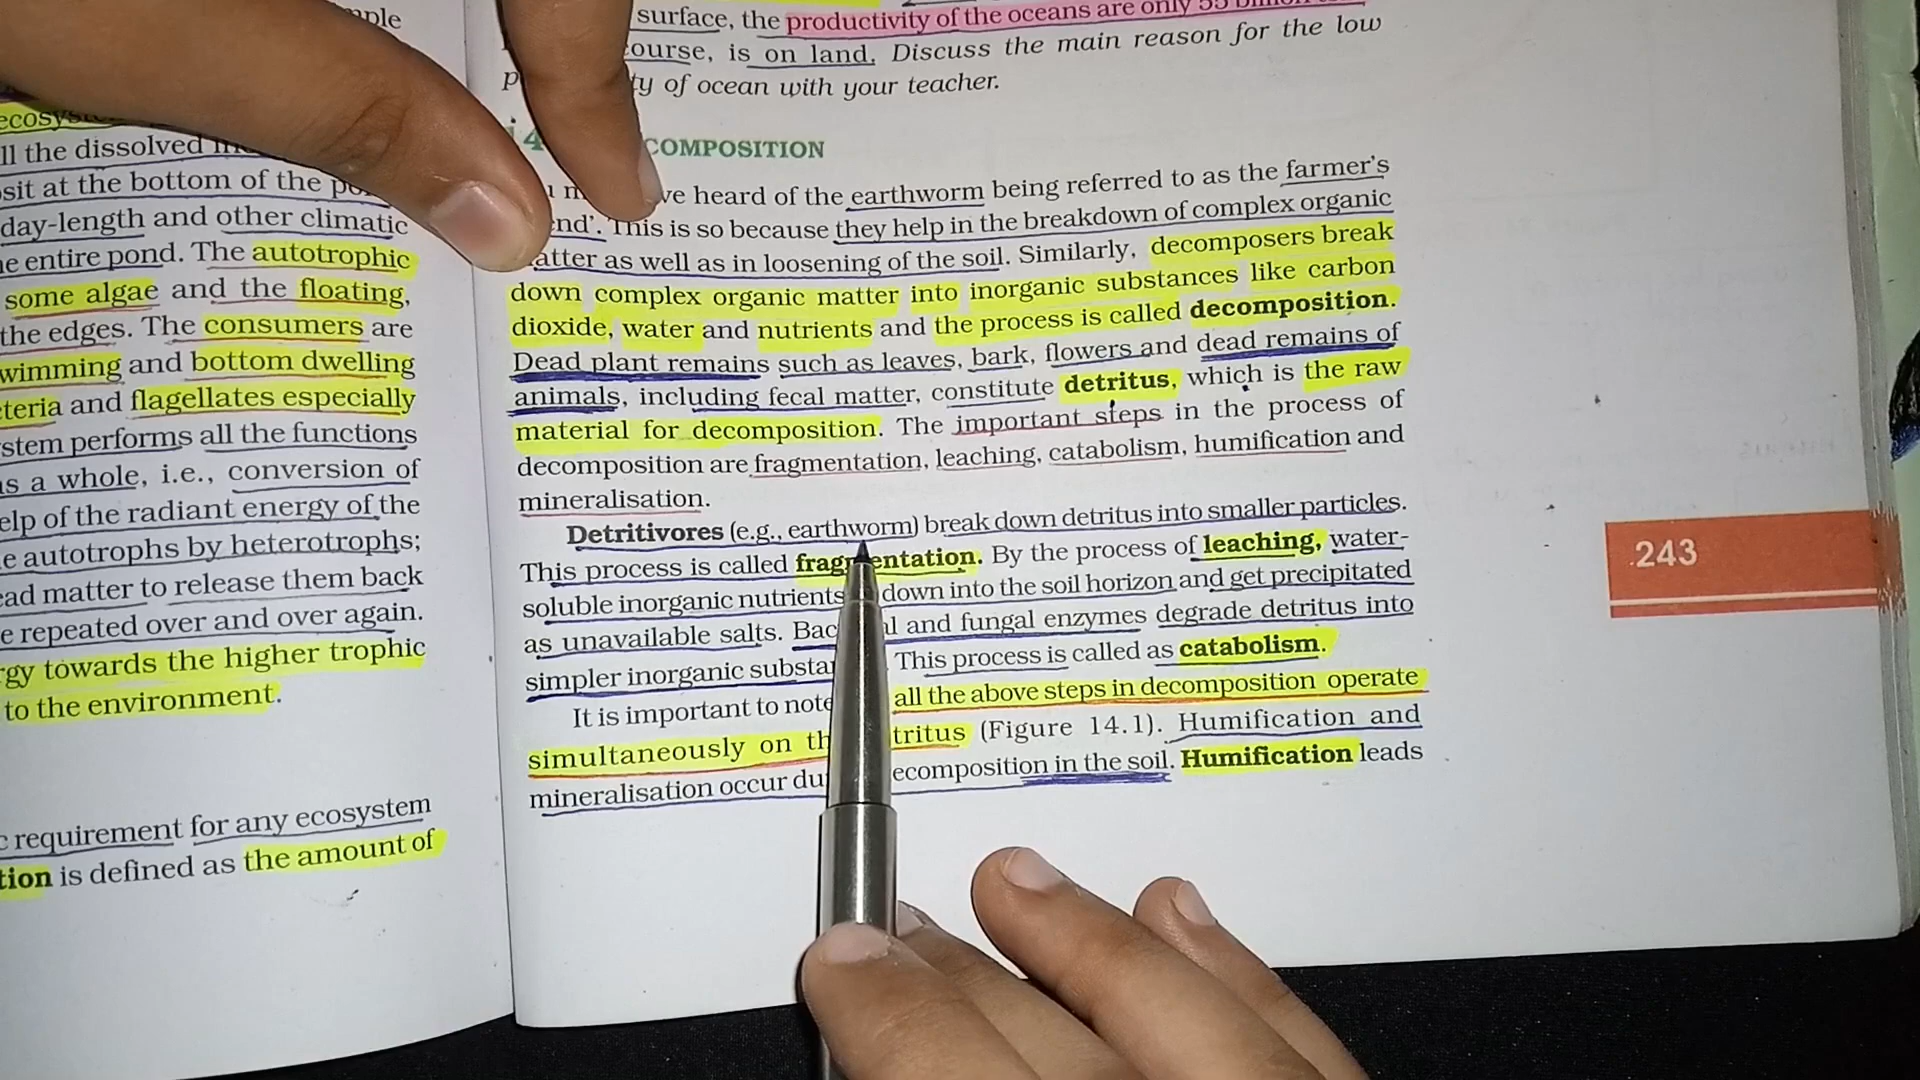 ple
ecosys
ll the dissolved
sit at the bottom of the po
day-length and other climatic
e entire pond. The autotrophic
some algae and the floating,
the edges. The consumers are
wimming and bottom dwelling
teria and flagellates especially
stem performs all the functions
s a whole, i.e., conversion of
elp of the radiant energy of the
e autotrophs by heterotrophs;
ad matter to release them back
e repeated over and over again.
rgy towards the higher trophic
to the environment.
c requirement for any ecosystem
tion is defined as the amount of
surface, the productivity of the oceans are only 55
ourse, is on land. Discuss the main reason for the low
p ty of ocean with your teacher.
14 COMPOSITION
ve heard of the earthworm being referred to as the farmer's
end'. This is so because they help in the breakdown of complex organic
atter as well as in loosening of the soil. Similarly, decomposers break
down complex organic matter into inorganic substances like carbon
dioxide, water and nutrients and the process is called decomposition.
Dead plant remains such as leaves, bark, flowers and dead remains of
animals, including fecal matter, constitute detritus, which is the raw
material for decomposition. The important steps in the process of
decomposition are fragmentation, leaching, catabolism, humification and
mineralisation.
Detritivores (e.g., earthworm) break down detritus into smaller particles.
This process is called fragmentation. By the process of leaching, water-
soluble inorganic nutrients down into the soil horizon and get precipitated
as unavailable salts. Bac al and fungal enzymes degrade detritus into
simpler inorganic substa This process is called as catabolism.
It is important to note all the above steps in decomposition operate
simultaneously on th tritus (Figure 14.1). Humification and
mineralisation occur du ecomposition in the soil. Humification leads
243